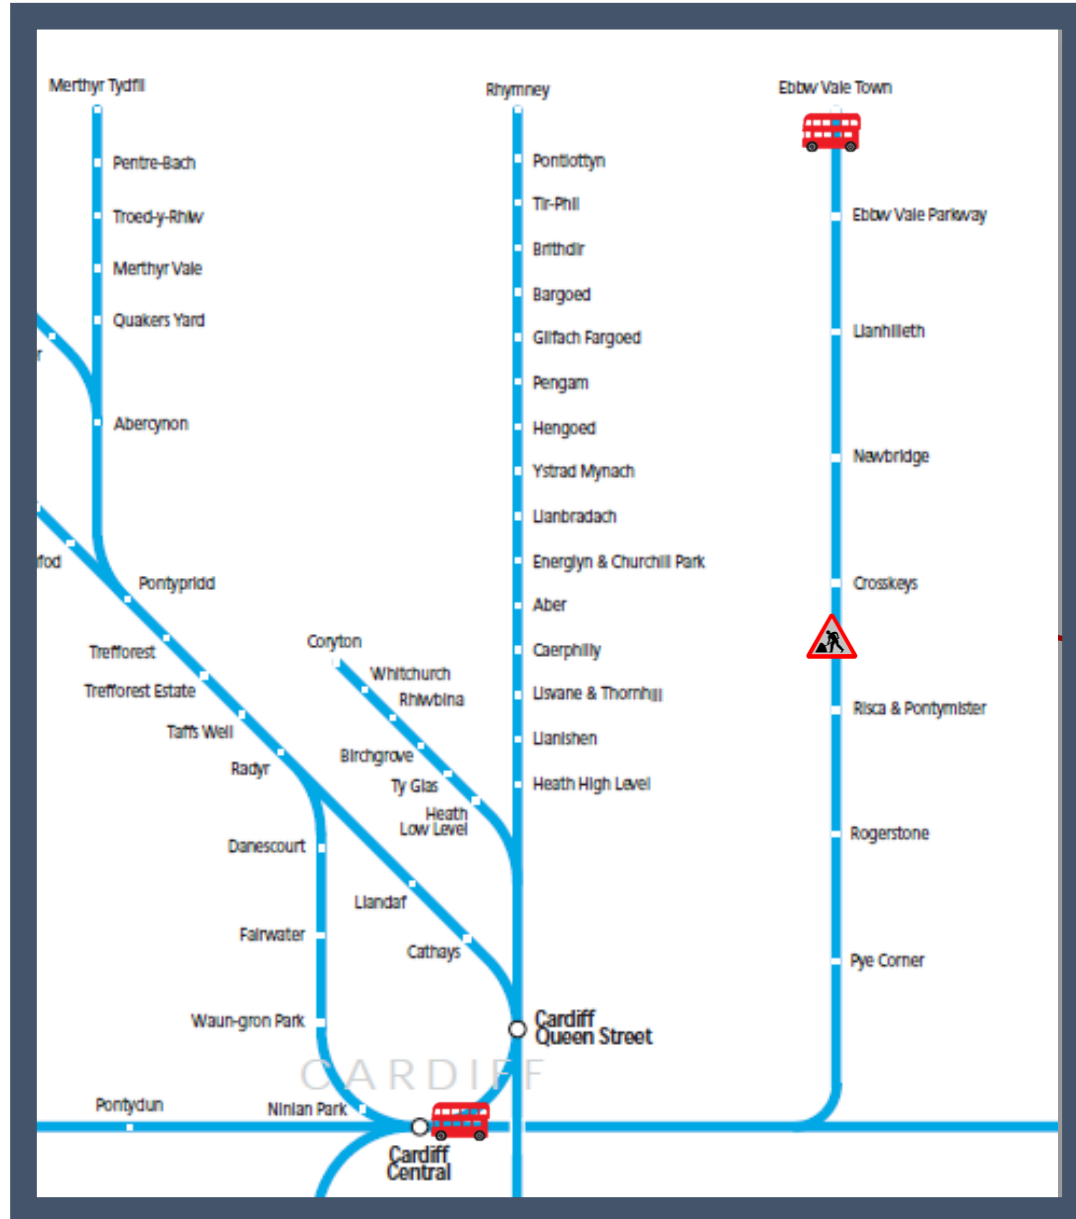 Merthyr Tydfil
Pentre-Bach
Troed-y-Rhiw
Merthyr Vale
Quakers Yard
r
Abercynon
fod
Pontypridd
Trefforest
Trefforest Estate
Taffs Well
Radyr
Danescourt
Fairwater
Waun-gron Park
Ninian Park
Pontyclun
Coryton
Whitchurch
Rhiwbina
Birchgrove
Ty Glas
Heath
Low Level
Llandaf
Cathays
Rhymney
Pontlottyn
Tir-Phil
Brithdir
Bargoed
Gilfach Fargoed
Pengam
Hengoed
Ystrad Mynach
Llanbradach
Energlyn & Churchill Park
Aber
Caerphilly
Lisvane & Thornhill
Llanishen
Heath High Level
Cardiff
Queen Street
CARDIFF
Cardiff
Central
Ebbw Vale Town
Ebbw Vale Parkway
Llanhilleth
Newbridge
Crosskeys
Risca & Pontymister
Rogerstone
Pye Corner